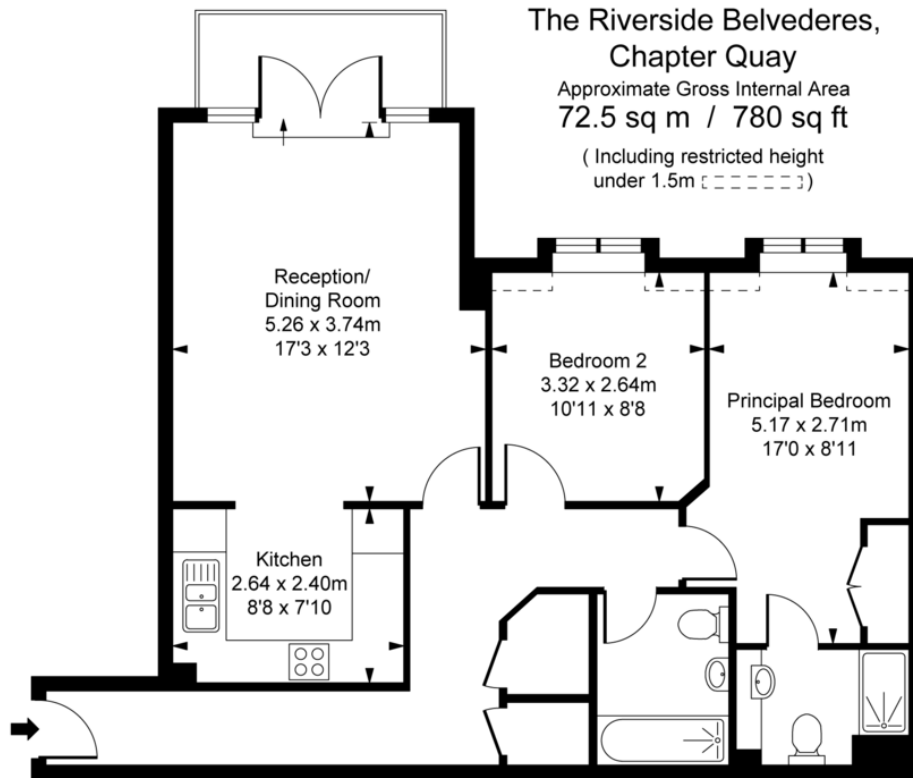 The Riverside Belvederes,
Chapter Quay
Approximate Gross Internal Area
72.5 sq m / 780 sq ft
( Including restricted height
under 1.5m )
Reception/
Dining Room
5.26 x 3.74m
17'3 x 12'3
Bedroom 2
3.32 x 2.64m
10'11 x 8'8
Principal Bedroom
5.17 x 2.71m
17'0 x 8'11
Kitchen
2.64 x 2.40m
8'8 x 7'10